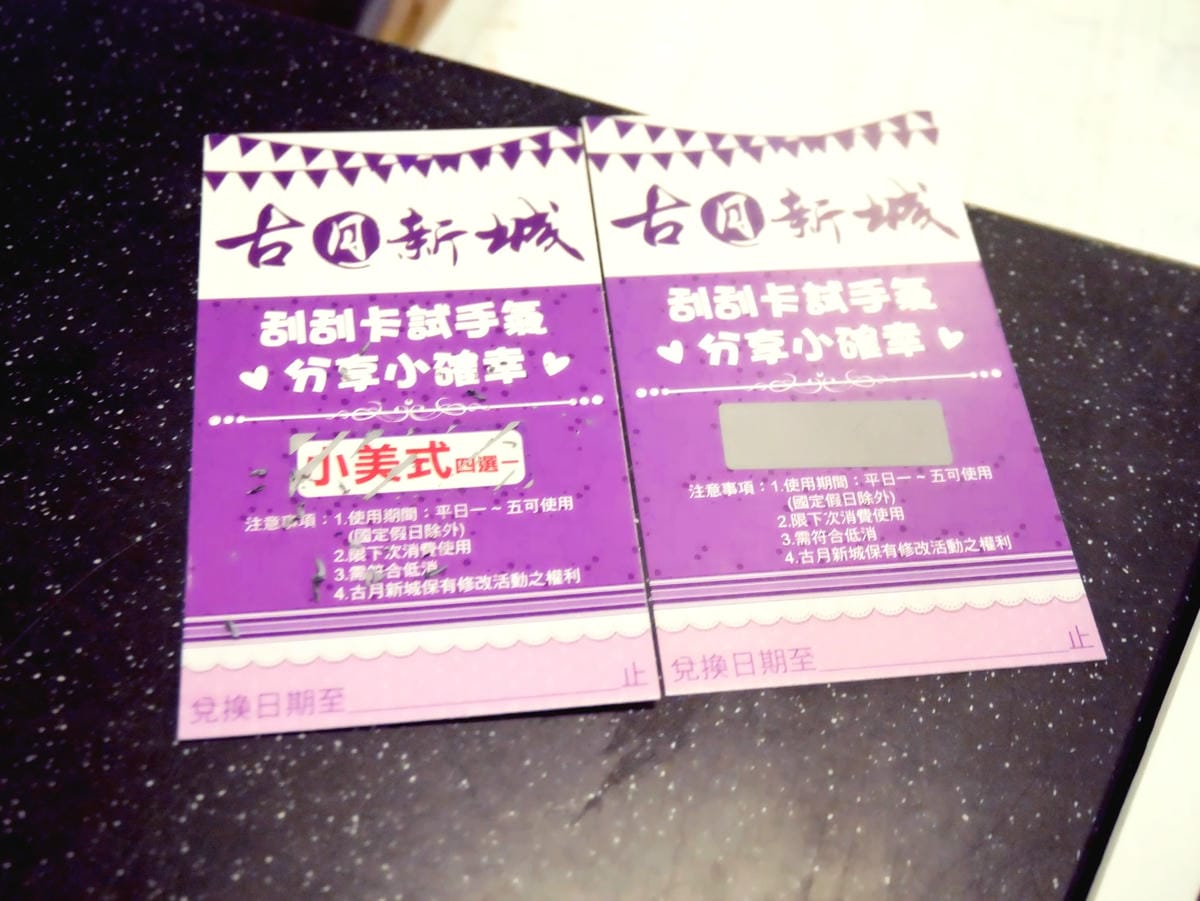 古月新城
刮刮卡試手氣
分享小確幸
小美式四選一
注意事項：1.使用期間：平日一~五可使用
(國定假日除外)
2.限下次消費使用
3.需符合低消
4.古月新城保有修改活動之權利
兌換日期至 止
古月新城
刮刮卡試手氣
分享小確幸
注意事項：1.使用期間：平日一~五可使用
(國定假日除外)
2.限下次消費使用
3.需符合低消
4.古月新城保有修改活動之權利
兌換日期至 止